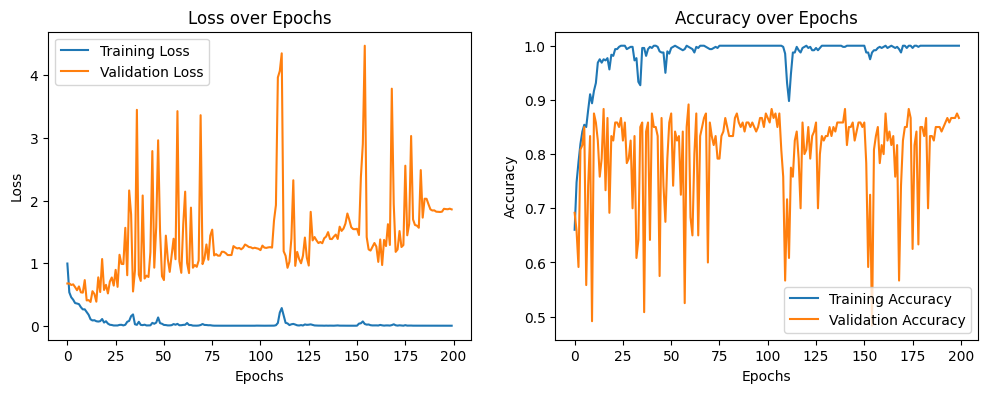 Loss over Epochs
Training Loss
Validation Loss
4
3
2
1
0
Loss
0 25 50 75 100 125 150 175 200
Epochs
Accuracy over Epochs
1.0
0.9
0.8
0.7
0.6
0.5
Accuracy
Training Accuracy
Validation Accuracy
0 25 50 75 100 125 150 175 200
Epochs